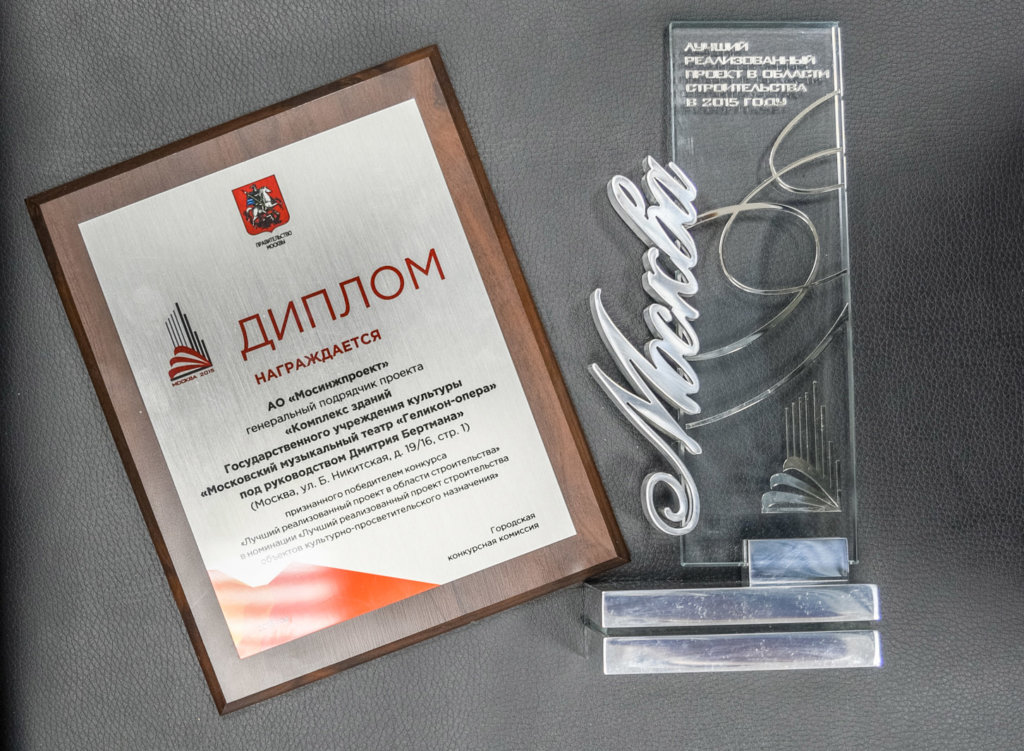 ПРАВИТЕЛЬСТВО
МОСКВЫ
ДИПЛОМ
НАГРАЖДАЕТСЯ
МОСКВА 2015
АО «Мосинжпроект»
генеральный подрядчик проекта
«Комплекс зданий
Государственного учреждения культуры
«Московский музыкальный театр «Геликон-опера»
под руководством Дмитрия Бертмана»
(Москва, ул. Б. Никитская, д. 19/16, стр. 1)
признанного победителем конкурса
«Лучший реализованный проект в области строительства»
в номинации «Лучший реализованный проект строительства
объектов культурно-просветительского назначения»
Городская
конкурсная комиссия
ЛУЧШИЙ
РЕАЛИЗОВАННЫЙ
ПРОЕКТ В ОБЛАСТИ
СТРОИТЕЛЬСТВА
В 2015 ГОДУ
Москва